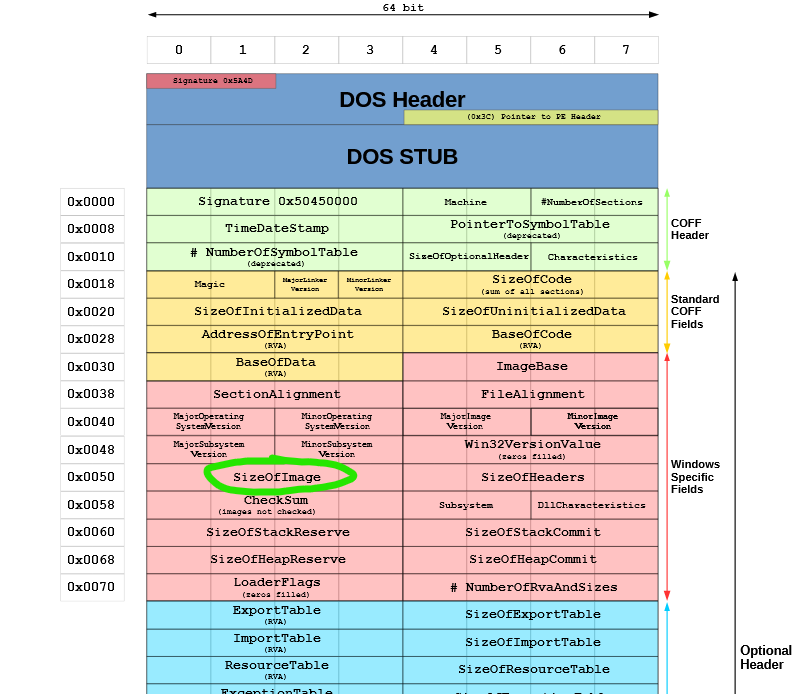 64 bit
0 1 2 3 4 5 6 7
Signature 0x5A4D
DOS Header
(0x3C) Pointer to PE Header
DOS STUB
0x0000 Signature 0x50450000 Machine #NumberOfSections
0x0008 TimeDateStamp PointerToSymbolTable
(deprecated)
COFF
Header
0x0010 # NumberOfSymbolTable SizeOfOptionalHeader Characteristics
(deprecated)
0x0018 Magic MajorLinker MinorLinker SizeOfCode
Version Version (sum of all sections)
Standard
COFF
Fields
0x0020 SizeOfInitializedData SizeOfUninitializedData
0x0028 AddressOfEntryPoint BaseOfCode
(RVA) (RVA)
0x0030 BaseOfData ImageBase
(RVA)
0x0038 SectionAlignment FileAlignment
0x0040 MajorOperating MinorOperating MajorImage MinorImage
SystemVersion SystemVersion Version Version
0x0048 MajorSubsystem MinorSubsystem Win32VersionValue
Version Version (zeros filled)
Windows
Specific
Fields
0x0050 SizeOfImage SizeOfHeaders
0x0058 CheckSum Subsystem DllCharacteristics
(images not checked)
0x0060 SizeOfStackReserve SizeOfStackCommit
0x0068 SizeOfHeapReserve SizeOfHeapCommit
0x0070 LoaderFlags # NumberOfRvaAndSizes
(zeros filled)
ExportTable SizeOfExportTable
(RVA)
ImportTable SizeOfImportTable
(RVA)
Optional
Header
ResourceTable SizeOfResourceTable
(RVA)
ExceptionTable